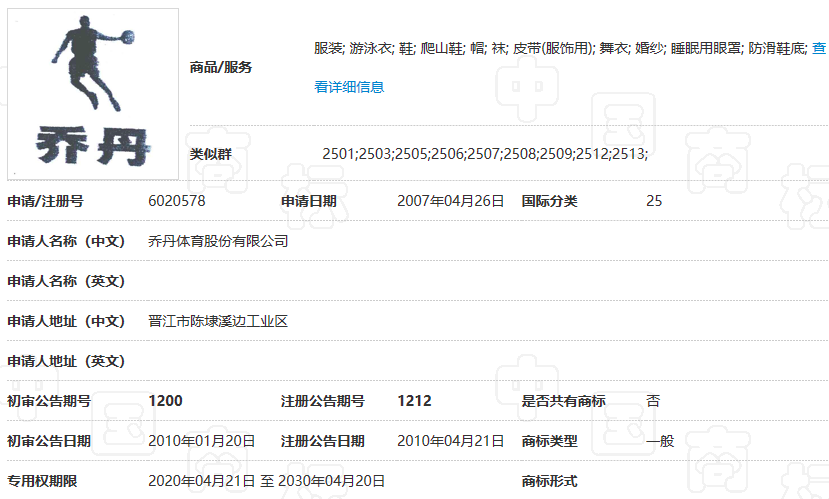 乔丹
商品/服务 服装; 游泳衣; 鞋; 爬山鞋; 帽; 袜; 皮带(服饰用); 舞衣; 婚纱; 睡眠用眼罩; 防滑鞋底; 查
看详细信息
类似群 2501;2503;2505;2506;2507;2508;2509;2512;2513;
申请/注册号 6020578 申请日期 2007年04月26日 国际分类 25
申请人名称（中文） 乔丹体育股份有限公司
申请人名称（英文）
申请人地址（中文） 晋江市陈埭溪边工业区
申请人地址（英文）
初审公告期号 1200 注册公告期号 1212 是否共有商标 否
初审公告日期 2010年01月20日 注册公告日期 2010年04月21日 商标类型 一般
专用权期限 2020年04月21日 至 2030年04月20日 商标形式
中国商标
中国商标